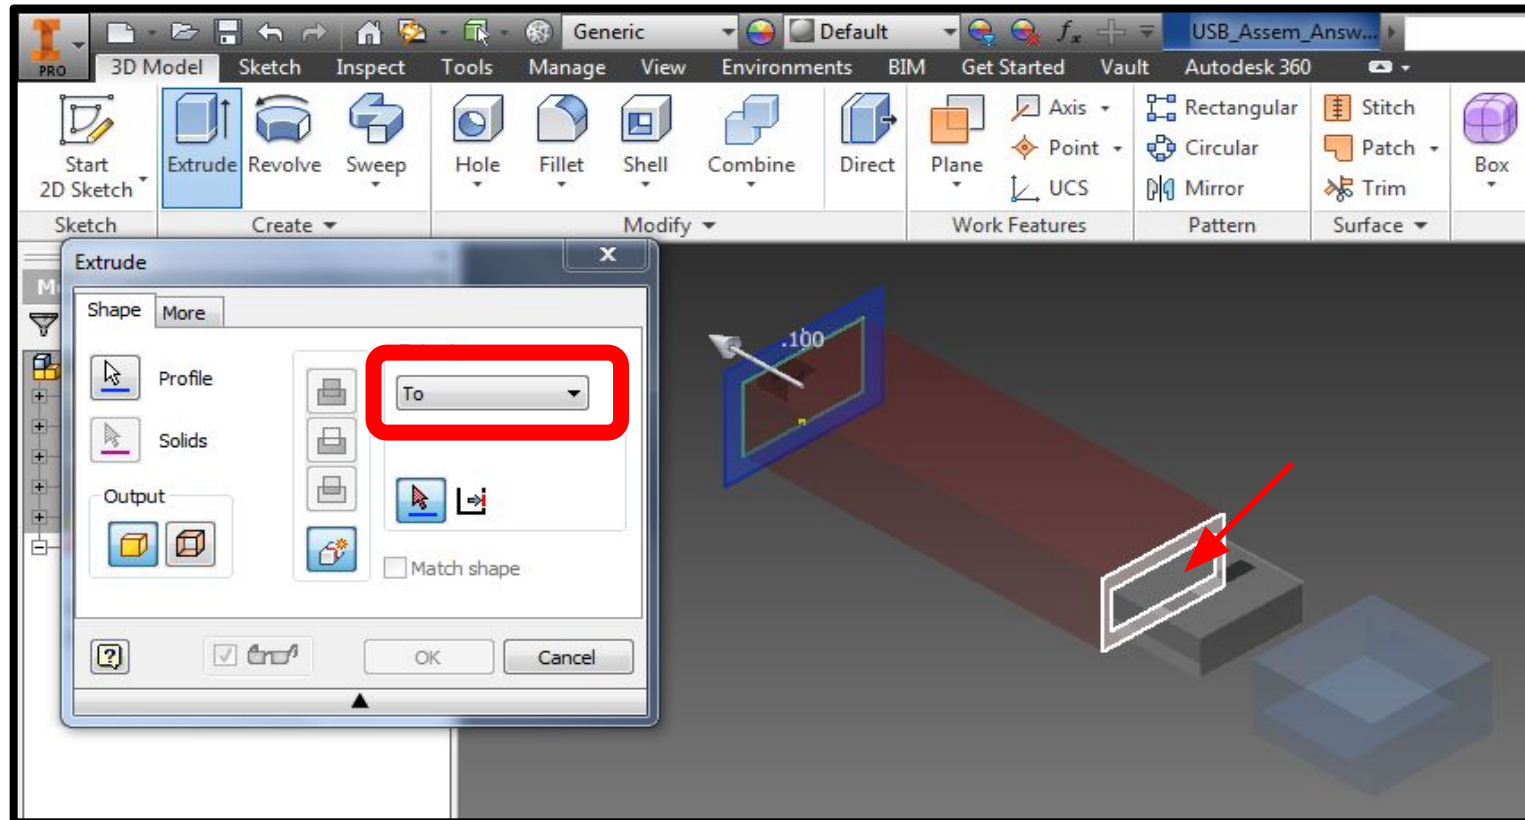 Generic Default fx USB_Assem_Answ...
PRO 3D Model Sketch Inspect Tools Manage View Environments BIM Get Started Vault Autodesk 360
Start 2D Sketch
Extrude Revolve Sweep
Hole Fillet Shell Combine Direct
Plane
Axis
Point
UCS
Rectangular
Circular
Mirror
Stitch
Patch
Trim
Box
Sketch Create Modify Work Features Pattern Surface
Extrude X
Shape More
Profile
Solids
To
Output
Match shape
OK Cancel
.100